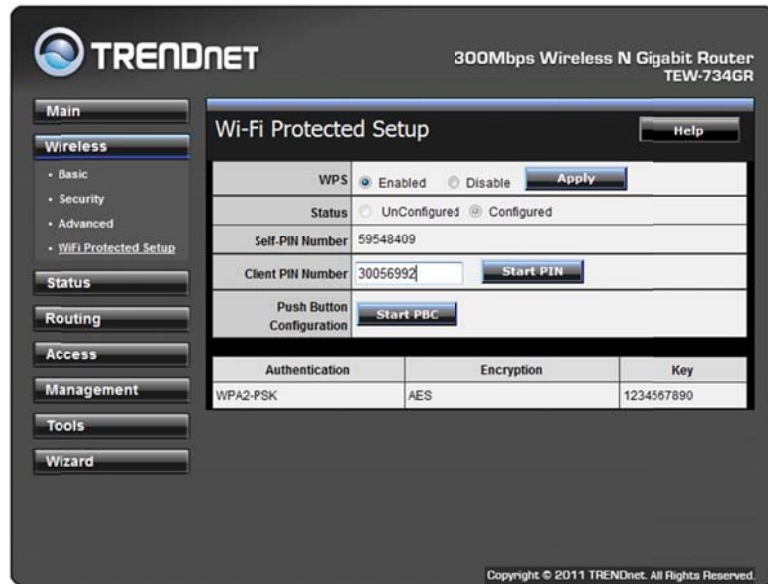 TRENDNET
300Mbps Wireless N Gigabit Router
TEW-734GR
Main
Wireless
• Basic
• Security
• Advanced
• WiFi Protected Setup
Status
Routing
Access
Management
Tools
Wizard
Wi-Fi Protected Setup
Help
WPS Enabled Disable Apply
Status UnConfigured Configured
Self-PIN Number 59548409
Client PIN Number 30056992 Start PIN
Push Button Configuration Start PBC
Authentication Encryption Key
WPA2-PSK AES 1234567890
Copyright © 2011 TRENDnet. All Rights Reserved.